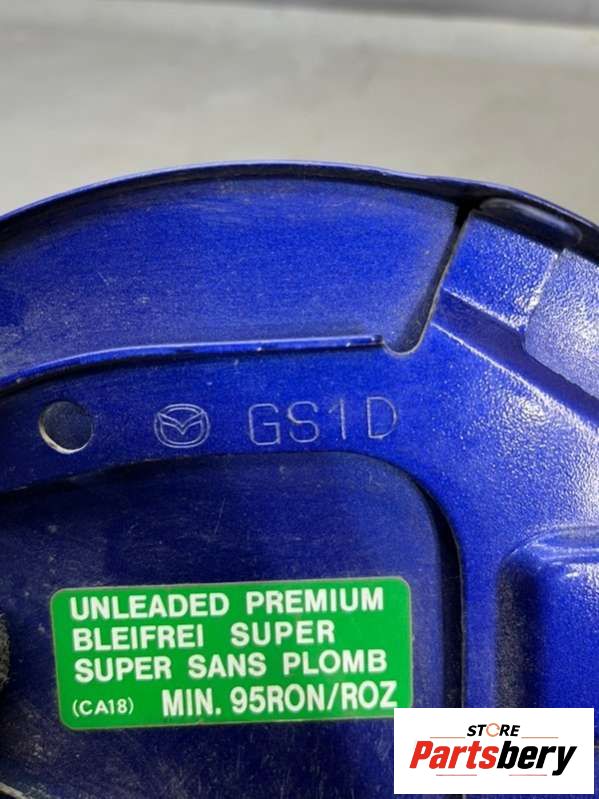 GS1D
UNLEADED PREMIUM
BLEIFREI SUPER
SUPER SANS PLOMB
(CA18) MIN. 95RON/ROZ
STORE
Partsbery